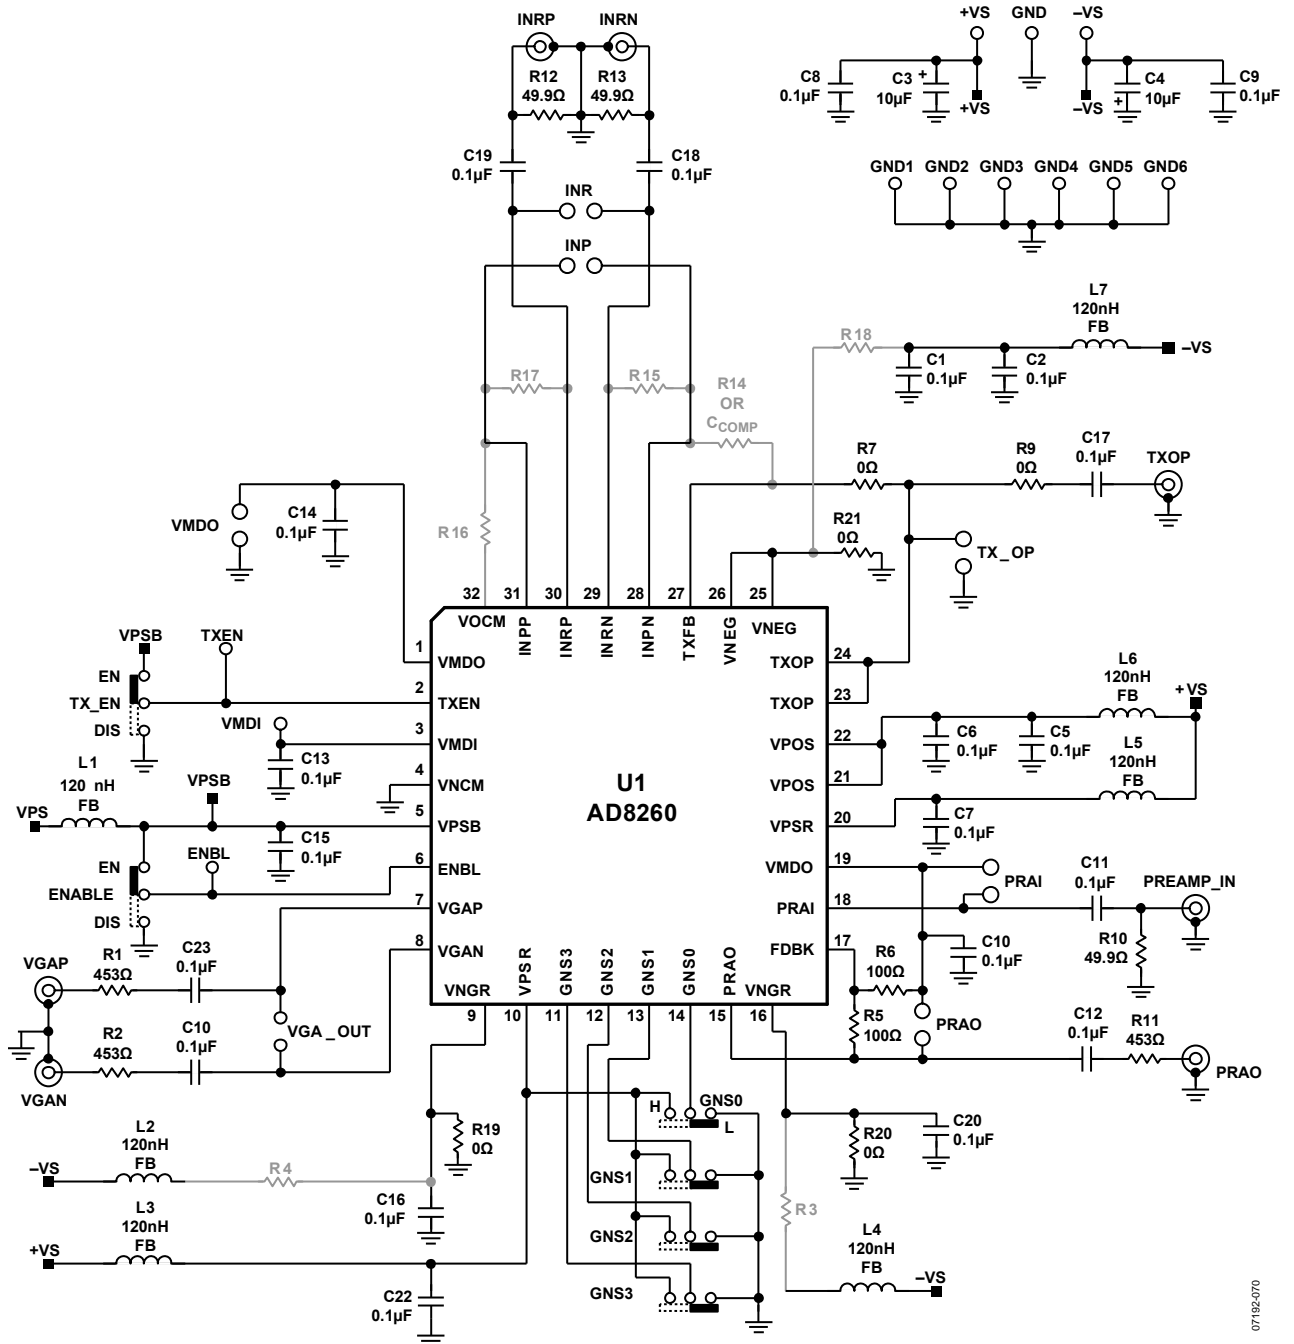 INRP INRN
R12
49.9Ω
R13
49.9Ω
C19
0.1µF
C18
0.1µF
INR
INP
+VS GND –VS
C8
0.1µF
C3
10µF
+
+VS
–VS
C4
10µF
+
C9
0.1µF
GND1 GND2 GND3 GND4 GND5 GND6
L7
120nH
FB
–VS
R18
C1
0.1µF
C2
0.1µF
R17
R15
R14
OR
CCOMP
R16
R7
0Ω
R9
0Ω
C17
0.1µF
TXOP
R21
0Ω
TX_OP
VMDO
C14
0.1µF
32 31 30 29 28 27 26 25
VOCM INPP INRP INRN INPN TXFB VNEG VNEG
VPSB TXEN
EN
TX_EN
DIS
VMDI
C13
0.1µF
L1
120 nH
FB
VPS
VPSB
C15
0.1µF
EN
ENABLE
DIS
ENBL
1 VMDO
2 TXEN
3 VMDI
4 VNCM
5 VPSB
6 ENBL
7 VGAP
8 VGAN
U1
AD8260
TXOP 24
TXOP 23
VPOS 22
VPOS 21
VPSR 20
VMDO 19
PRAI 18
FDBK 17
L6
120nH
FB
+VS
C6
0.1µF
C5
0.1µF
L5
120nH
FB
C7
0.1µF
PRAI
C11
0.1µF
PREAMP_IN
R10
49.9Ω
C10
0.1µF
R6
100Ω
R5
100Ω
PRAO
C12
0.1µF
R11
453Ω
PRAO
VGAP
R1
453Ω
C23
0.1µF
VGA_OUT
R2
453Ω
C10
0.1µF
VGAN
VNGR VPSR GNS3 GNS2 GNS1 GNS0 PRAO VNGR
9 10 11 12 13 14 15 16
H GNS0
L
GNS1
GNS2
GNS3
R19
0Ω
R20
0Ω
C20
0.1µF
L2
120nH
FB
–VS
R4
C16
0.1µF
L3
120nH
FB
+VS
C22
0.1µF
R3
L4
120nH
FB
–VS
07192-070